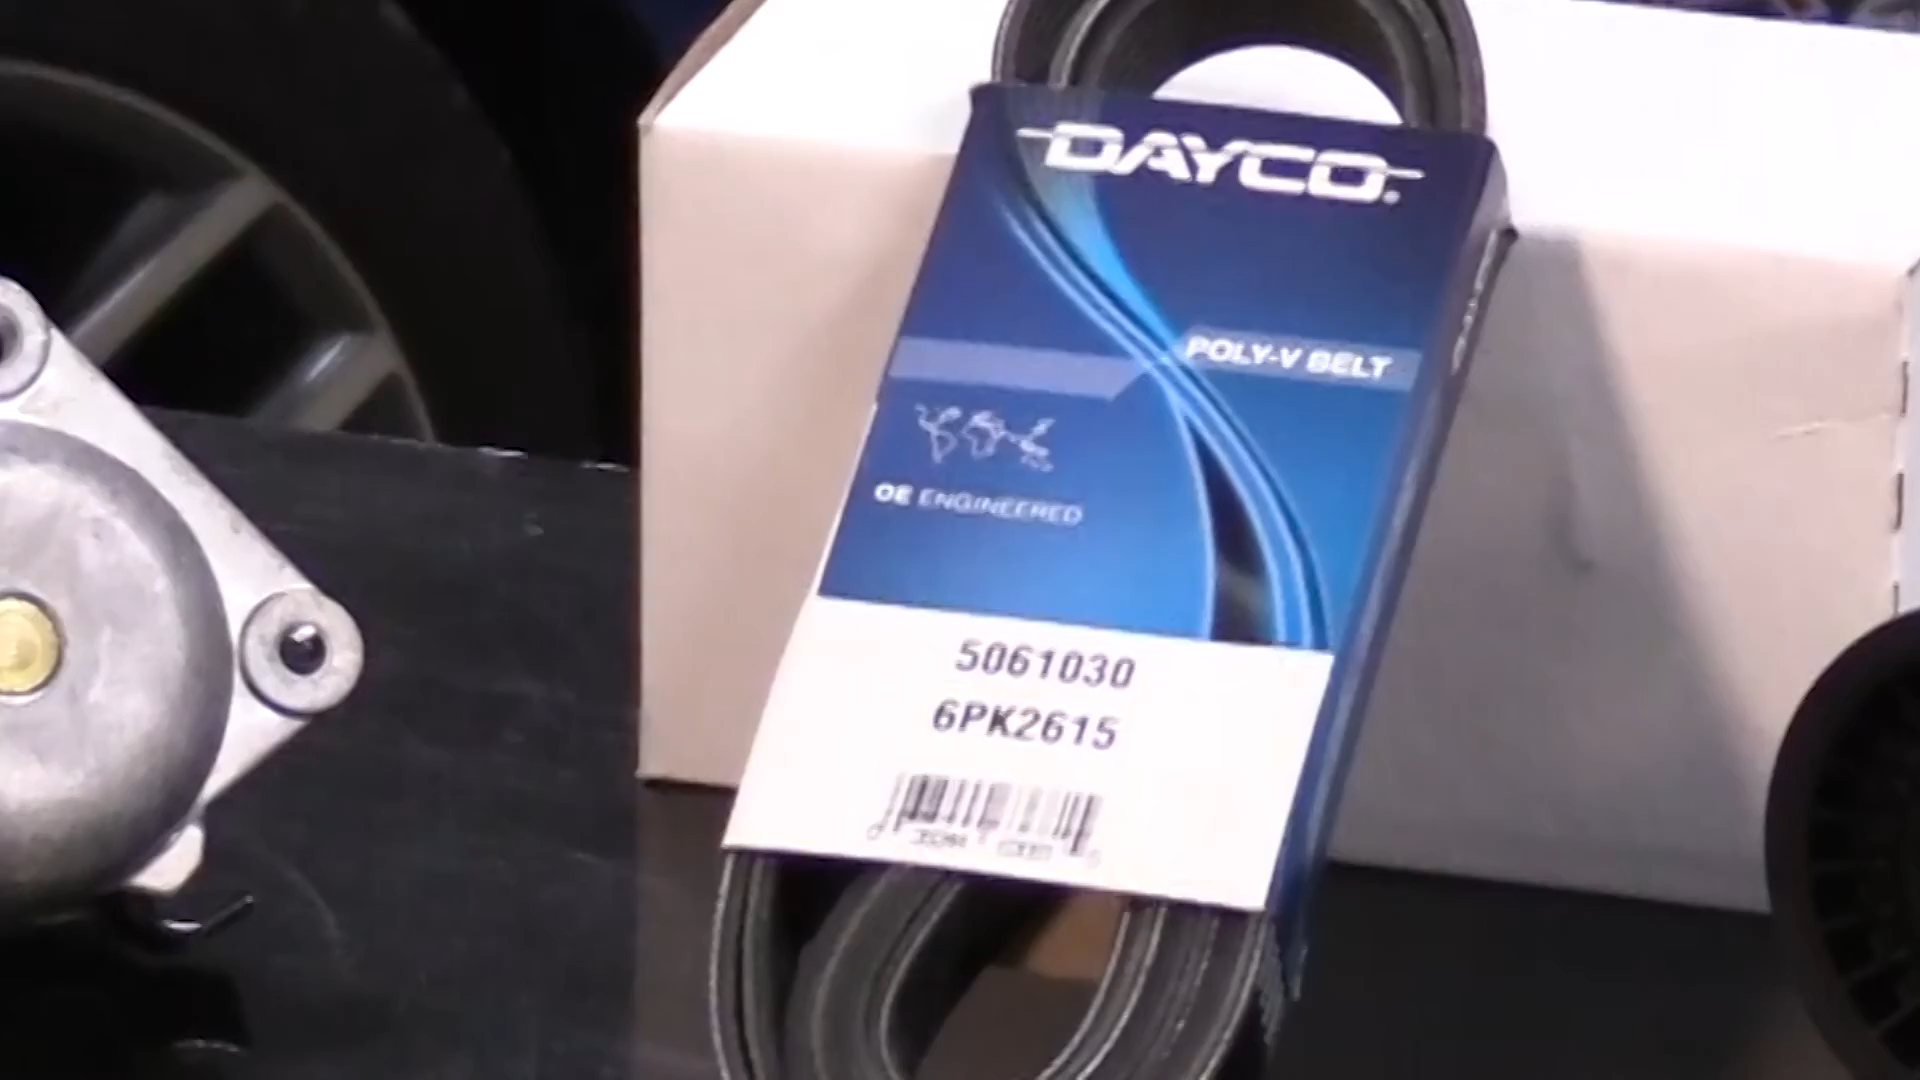 DAYCO.
POLY-V BELT
OE ENGINEERED
5061030
6PK2615